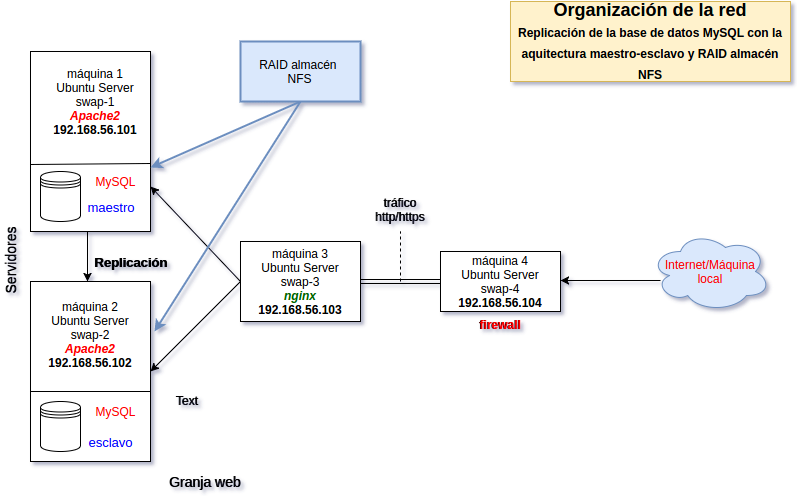 Organización de la red
Replicación de la base de datos MySQL con la
aquitectura maestro-esclavo y RAID almacén
NFS
RAID almacén
NFS
máquina 1
Ubuntu Server
swap-1
Apache2
192.168.56.101
MySQL
maestro
Servidores
Replicación
máquina 2
Ubuntu Server
swap-2
Apache2
192.168.56.102
MySQL
esclavo
máquina 3
Ubuntu Server
swap-3
nginx
192.168.56.103
tráfico
http/https
máquina 4
Ubuntu Server
swap-4
192.168.56.104
firewall
Internet/Máquina
local
Text
Granja web